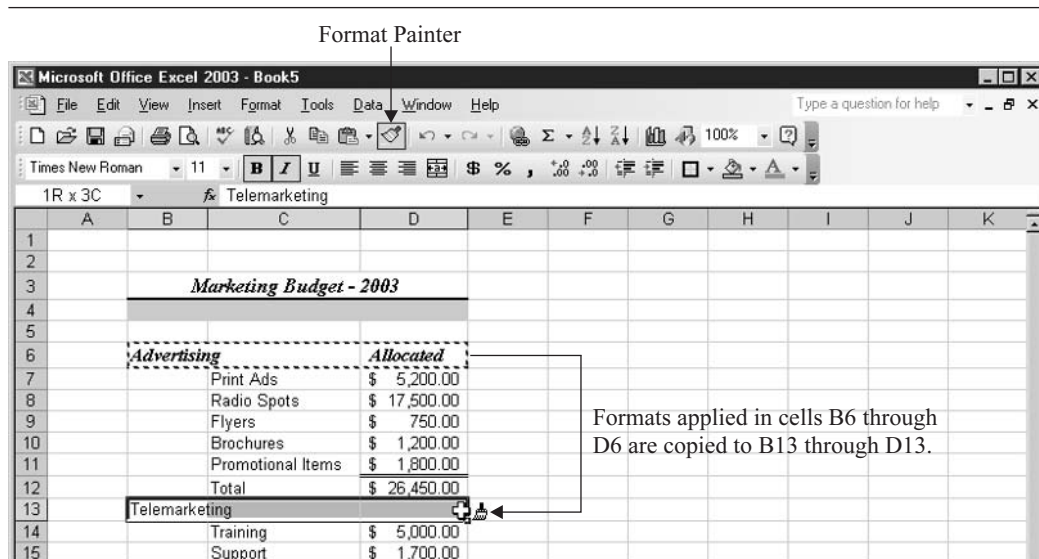 Format Painter
Microsoft Office Excel 2003 - Book5
File Edit View Insert Format Tools Data Window Help Type a question for help
100%
Times New Roman 11 B I U $ % ,
1R x 3C fx Telemarketing
A B C D E F G H I J K
1
2
3 Marketing Budget - 2003
4
5
6 Advertising Allocated
7 Print Ads $ 5,200.00
8 Radio Spots $ 17,500.00
9 Flyers $ 750.00
Formats applied in cells B6 through
10 Brochures $ 1,200.00
D6 are copied to B13 through D13.
11 Promotional Items $ 1,800.00
12 Total $ 26,450.00
13 Telemarketing
14 Training $ 5,000.00
15 Support $ 1,700.00